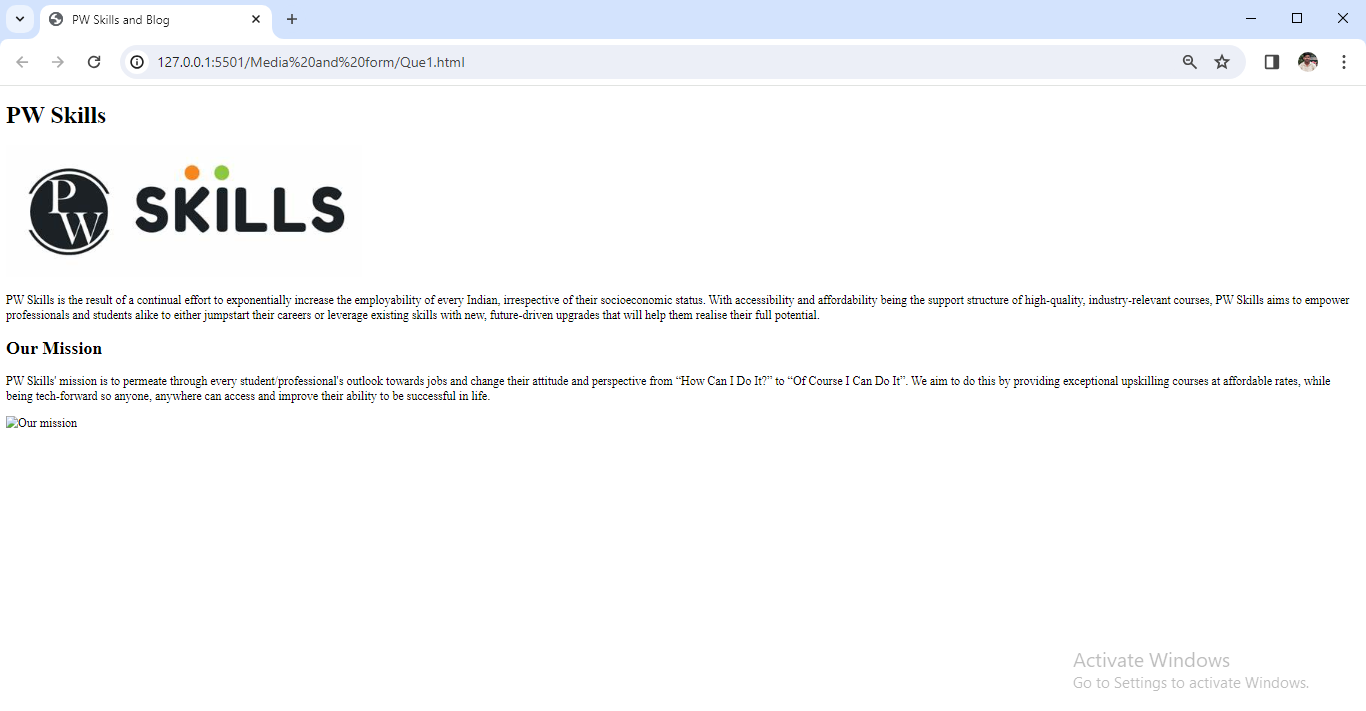 PW Skills and Blog
127.0.0.1:5501/Media%20and%20form/Que1.html
PW Skills
PW SKILLS
PW Skills is the result of a continual effort to exponentially increase the employability of every Indian, irrespective of their socioeconomic status. With accessibility and affordability being the support structure of high-quality, industry-relevant courses, PW Skills aims to empower
professionals and students alike to either jumpstart their careers or leverage existing skills with new, future-driven upgrades that will help them realise their full potential.
Our Mission
PW Skills' mission is to permeate through every student/professional's outlook towards jobs and change their attitude and perspective from “How Can I Do It?” to “Of Course I Can Do It”. We aim to do this by providing exceptional upskilling courses at affordable rates, while
being tech-forward so anyone, anywhere can access and improve their ability to be successful in life.
Our mission
Activate Windows
Go to Settings to activate Windows.